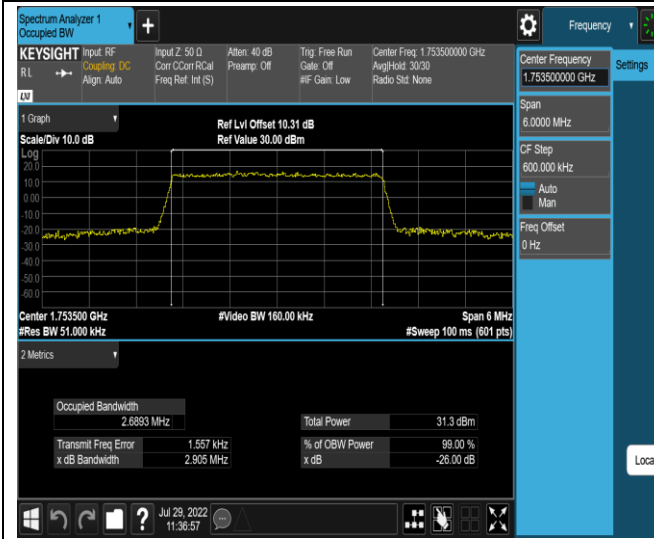 Spectrum Analyzer 1
Occupied BW
+
Frequency
KEYSIGHT
RL
LXI
Input: RF
Coupling: DC
Align: Auto
Input Z: 50 Ω
Corr CCorr RCal
Freq Ref: Int (S)
Atten: 40 dB
Preamp: Off
Trig: Free Run
Gate: Off
#IF Gain: Low
Center Freq: 1.753500000 GHz
Avg|Hold: 30/30
Radio Std: None
Center Frequency
1.753500000 GHz
Settings
Span
6.0000 MHz
CF Step
600.000 kHz
Auto
Man
Freq Offset
0 Hz
1 Graph
Scale/Div 10.0 dB
Ref Lvl Offset 10.31 dB
Ref Value 30.00 dBm
Log
20.0
10.0
0.00
-10.0
-20.0
-30.0
-40.0
-50.0
-60.0
Center 1.753500 GHz
#Video BW 160.00 kHz
Span 6 MHz
#Res BW 51.000 kHz
#Sweep 100 ms (601 pts)
2 Metrics
Occupied Bandwidth
2.6893 MHz
Total Power 31.3 dBm
Transmit Freq Error 1.557 kHz
% of OBW Power 99.00 %
x dB Bandwidth 2.905 MHz
x dB -26.00 dB
Loca
?
Jul 29, 2022
11:36:57